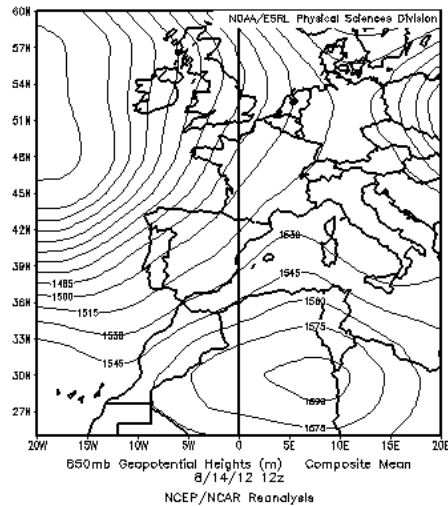 60N
NOAA/ESRL Physical Sciences Division
57N
54N
51N
48N
45N
42N
1530
39N
1545
1485
1500
1560
36N
1515
1575
33N
1530
1545
30N
1590
27N
1575
20W 15W 10W 5W 0 5E 10E 15E 20E
850mb Geopotential Heights (m) Composite Mean
8/14/12 12z
NCEP/NCAR Reanalysis